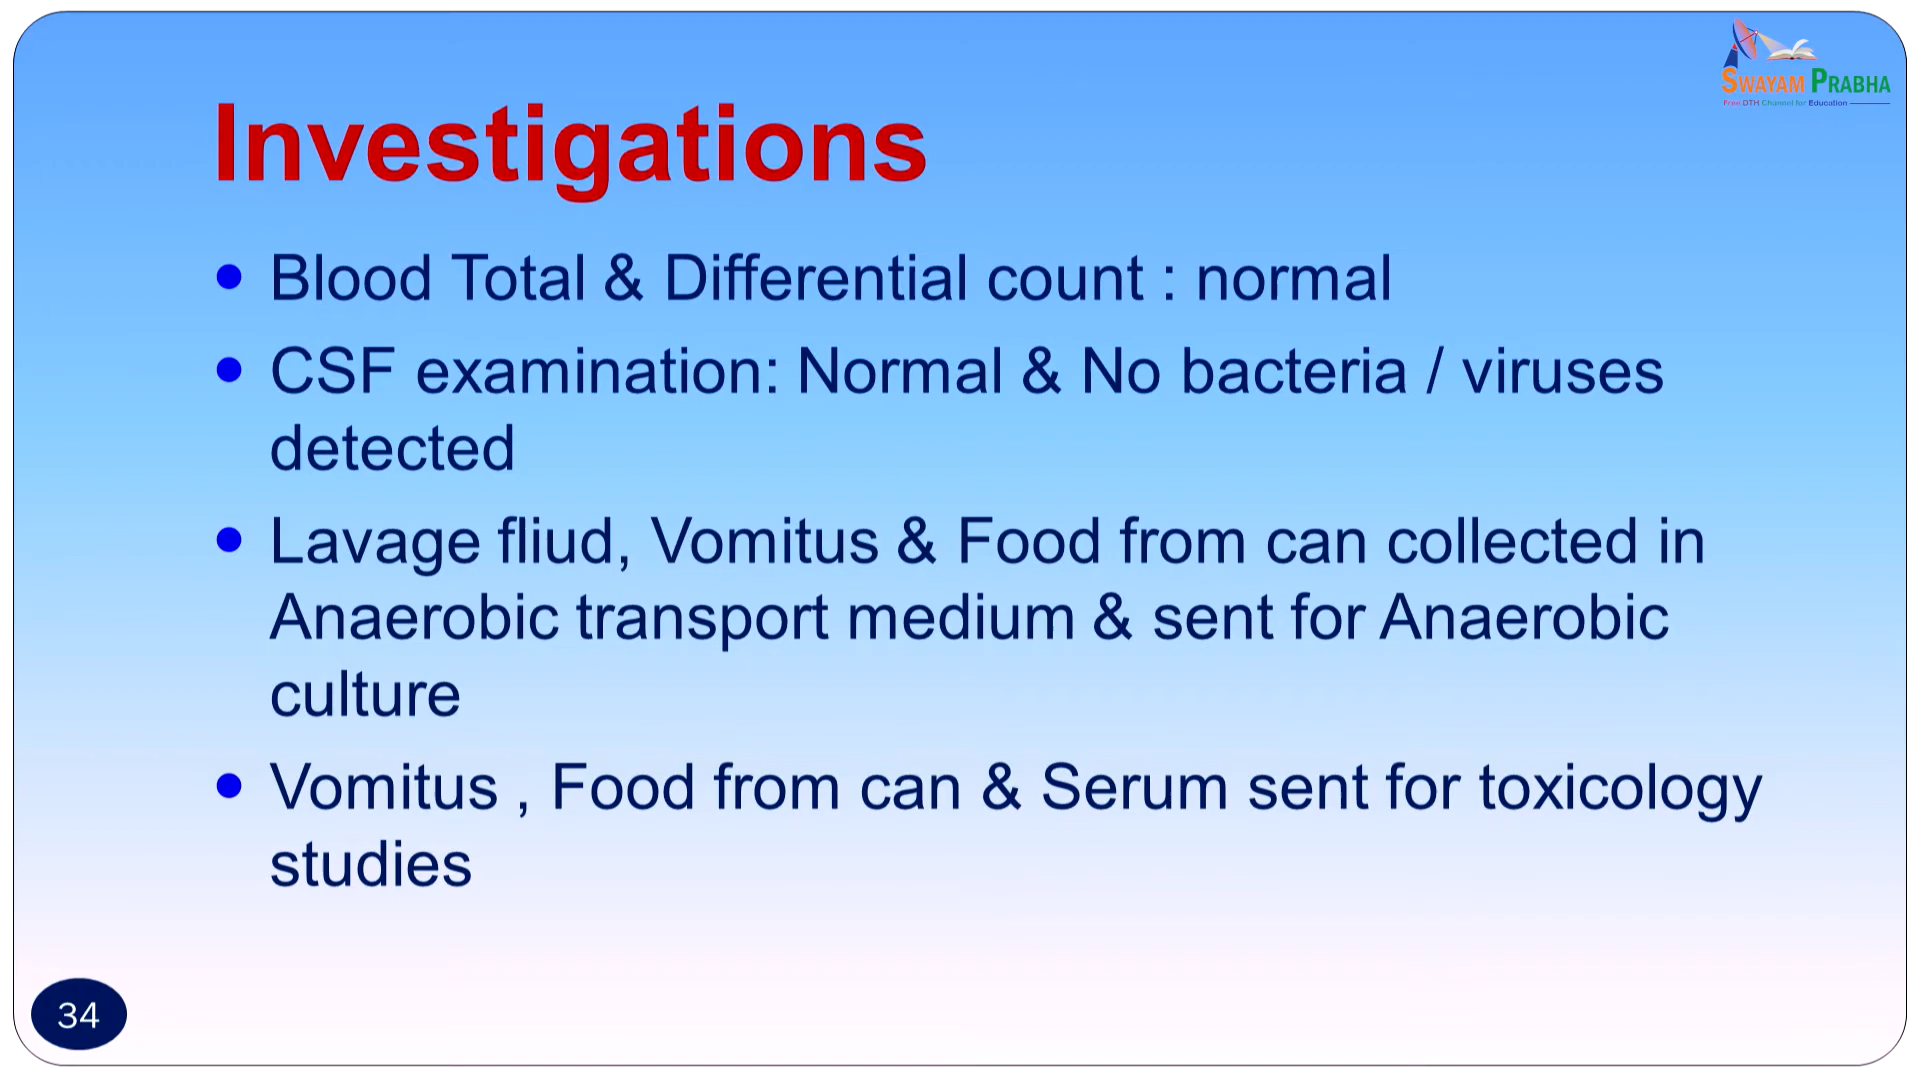 SWAYAM PRABHA
Free DTH Channel for Education
Investigations
Blood Total & Differential count : normal
CSF examination: Normal & No bacteria / viruses
detected
Lavage fliud, Vomitus & Food from can collected in
Anaerobic transport medium & sent for Anaerobic
culture
Vomitus , Food from can & Serum sent for toxicology
studies
34